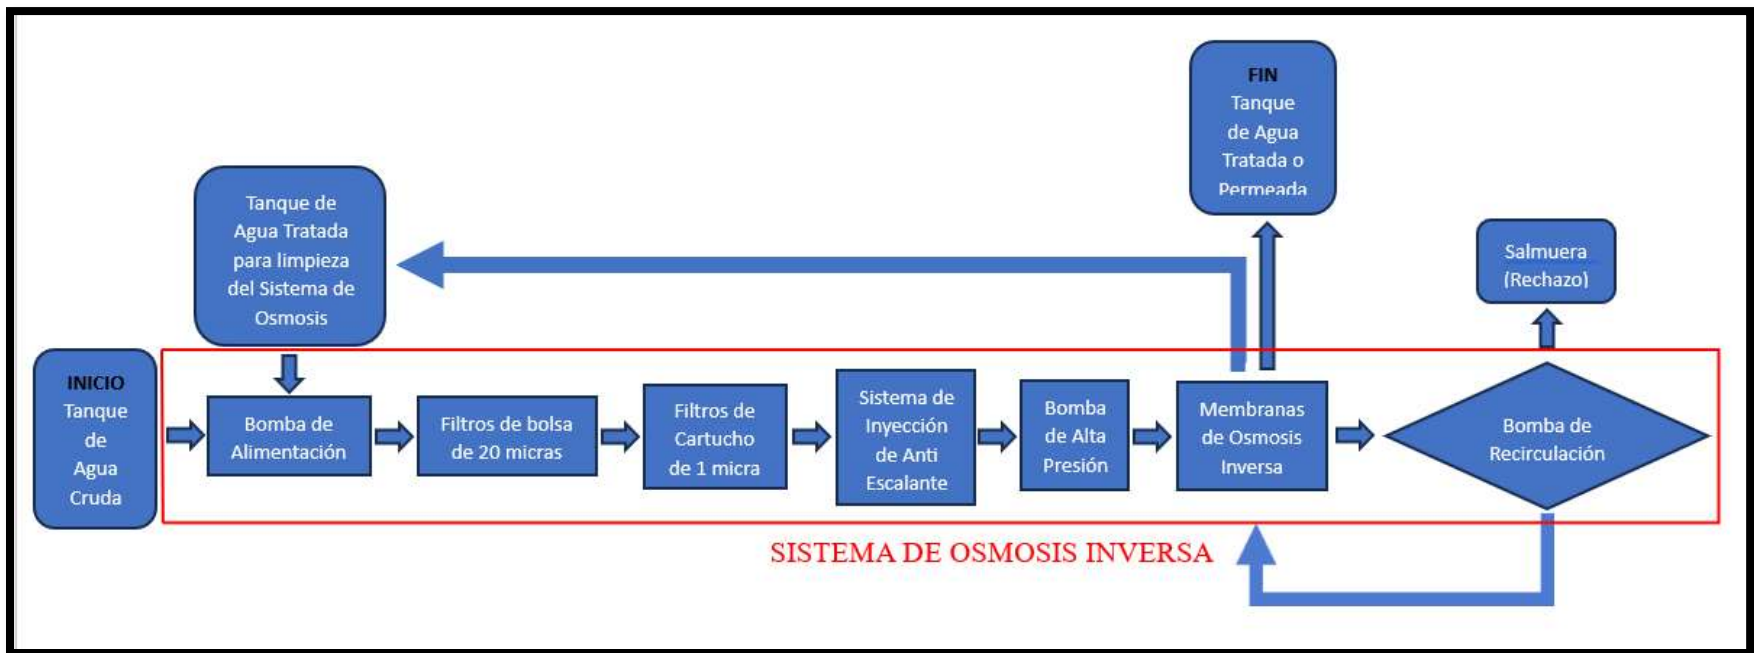 FIN
Tanque
de Agua
Tratada o
Permeada
Tanque de
Agua Tratada
para limpieza
del Sistema de
Osmosis
Salmuera
(Rechazo)
INICIO
Tanque
de
Agua
Cruda
Bomba de
Alimentación
Filtros de bolsa
de 20 micras
Filtros de
Cartucho
de 1 micra
Sistema de
Inyección
de Anti
Escalante
Bomba
de Alta
Presión
Membranas
de Osmosis
Inversa
Bomba de
Recirculación
SISTEMA DE OSMOSIS INVERSA